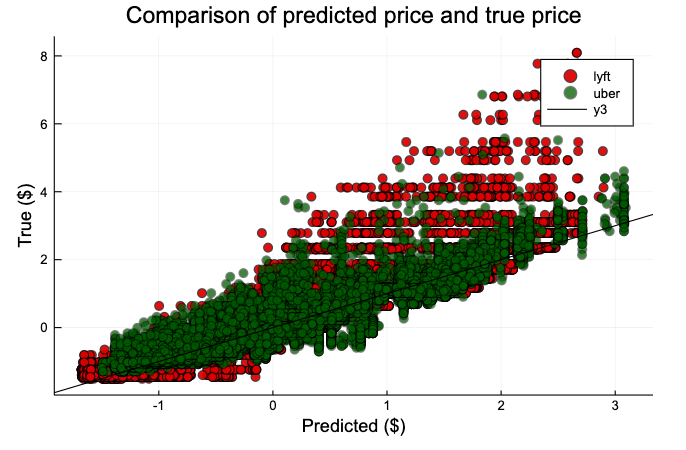 Comparison of predicted price and true price
8
6
4
2
0
True ($)
lyft
uber
y3
-1
0
1
2
3
Predicted ($)